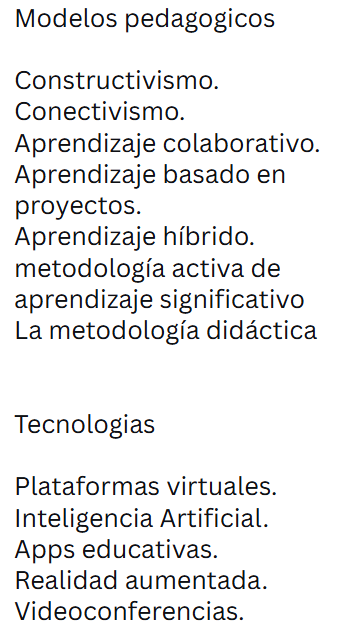 Modelos pedagogicos
Constructivismo.
Conectivismo.
Aprendizaje colaborativo.
Aprendizaje basado en
proyectos.
Aprendizaje híbrido.
metodología activa de
aprendizaje significativo
La metodología didáctica
Tecnologias
Plataformas virtuales.
Inteligencia Artificial.
Apps educativas.
Realidad aumentada.
Videoconferencias.